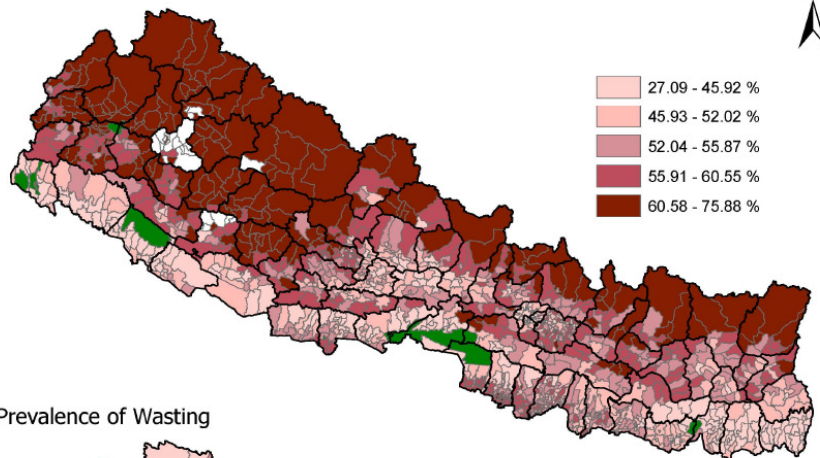 27.09 - 45.92 %
45.93 - 52.02 %
52.04 - 55.87 %
55.91 - 60.55 %
60.58 - 75.88 %
Prevalence of Wasting